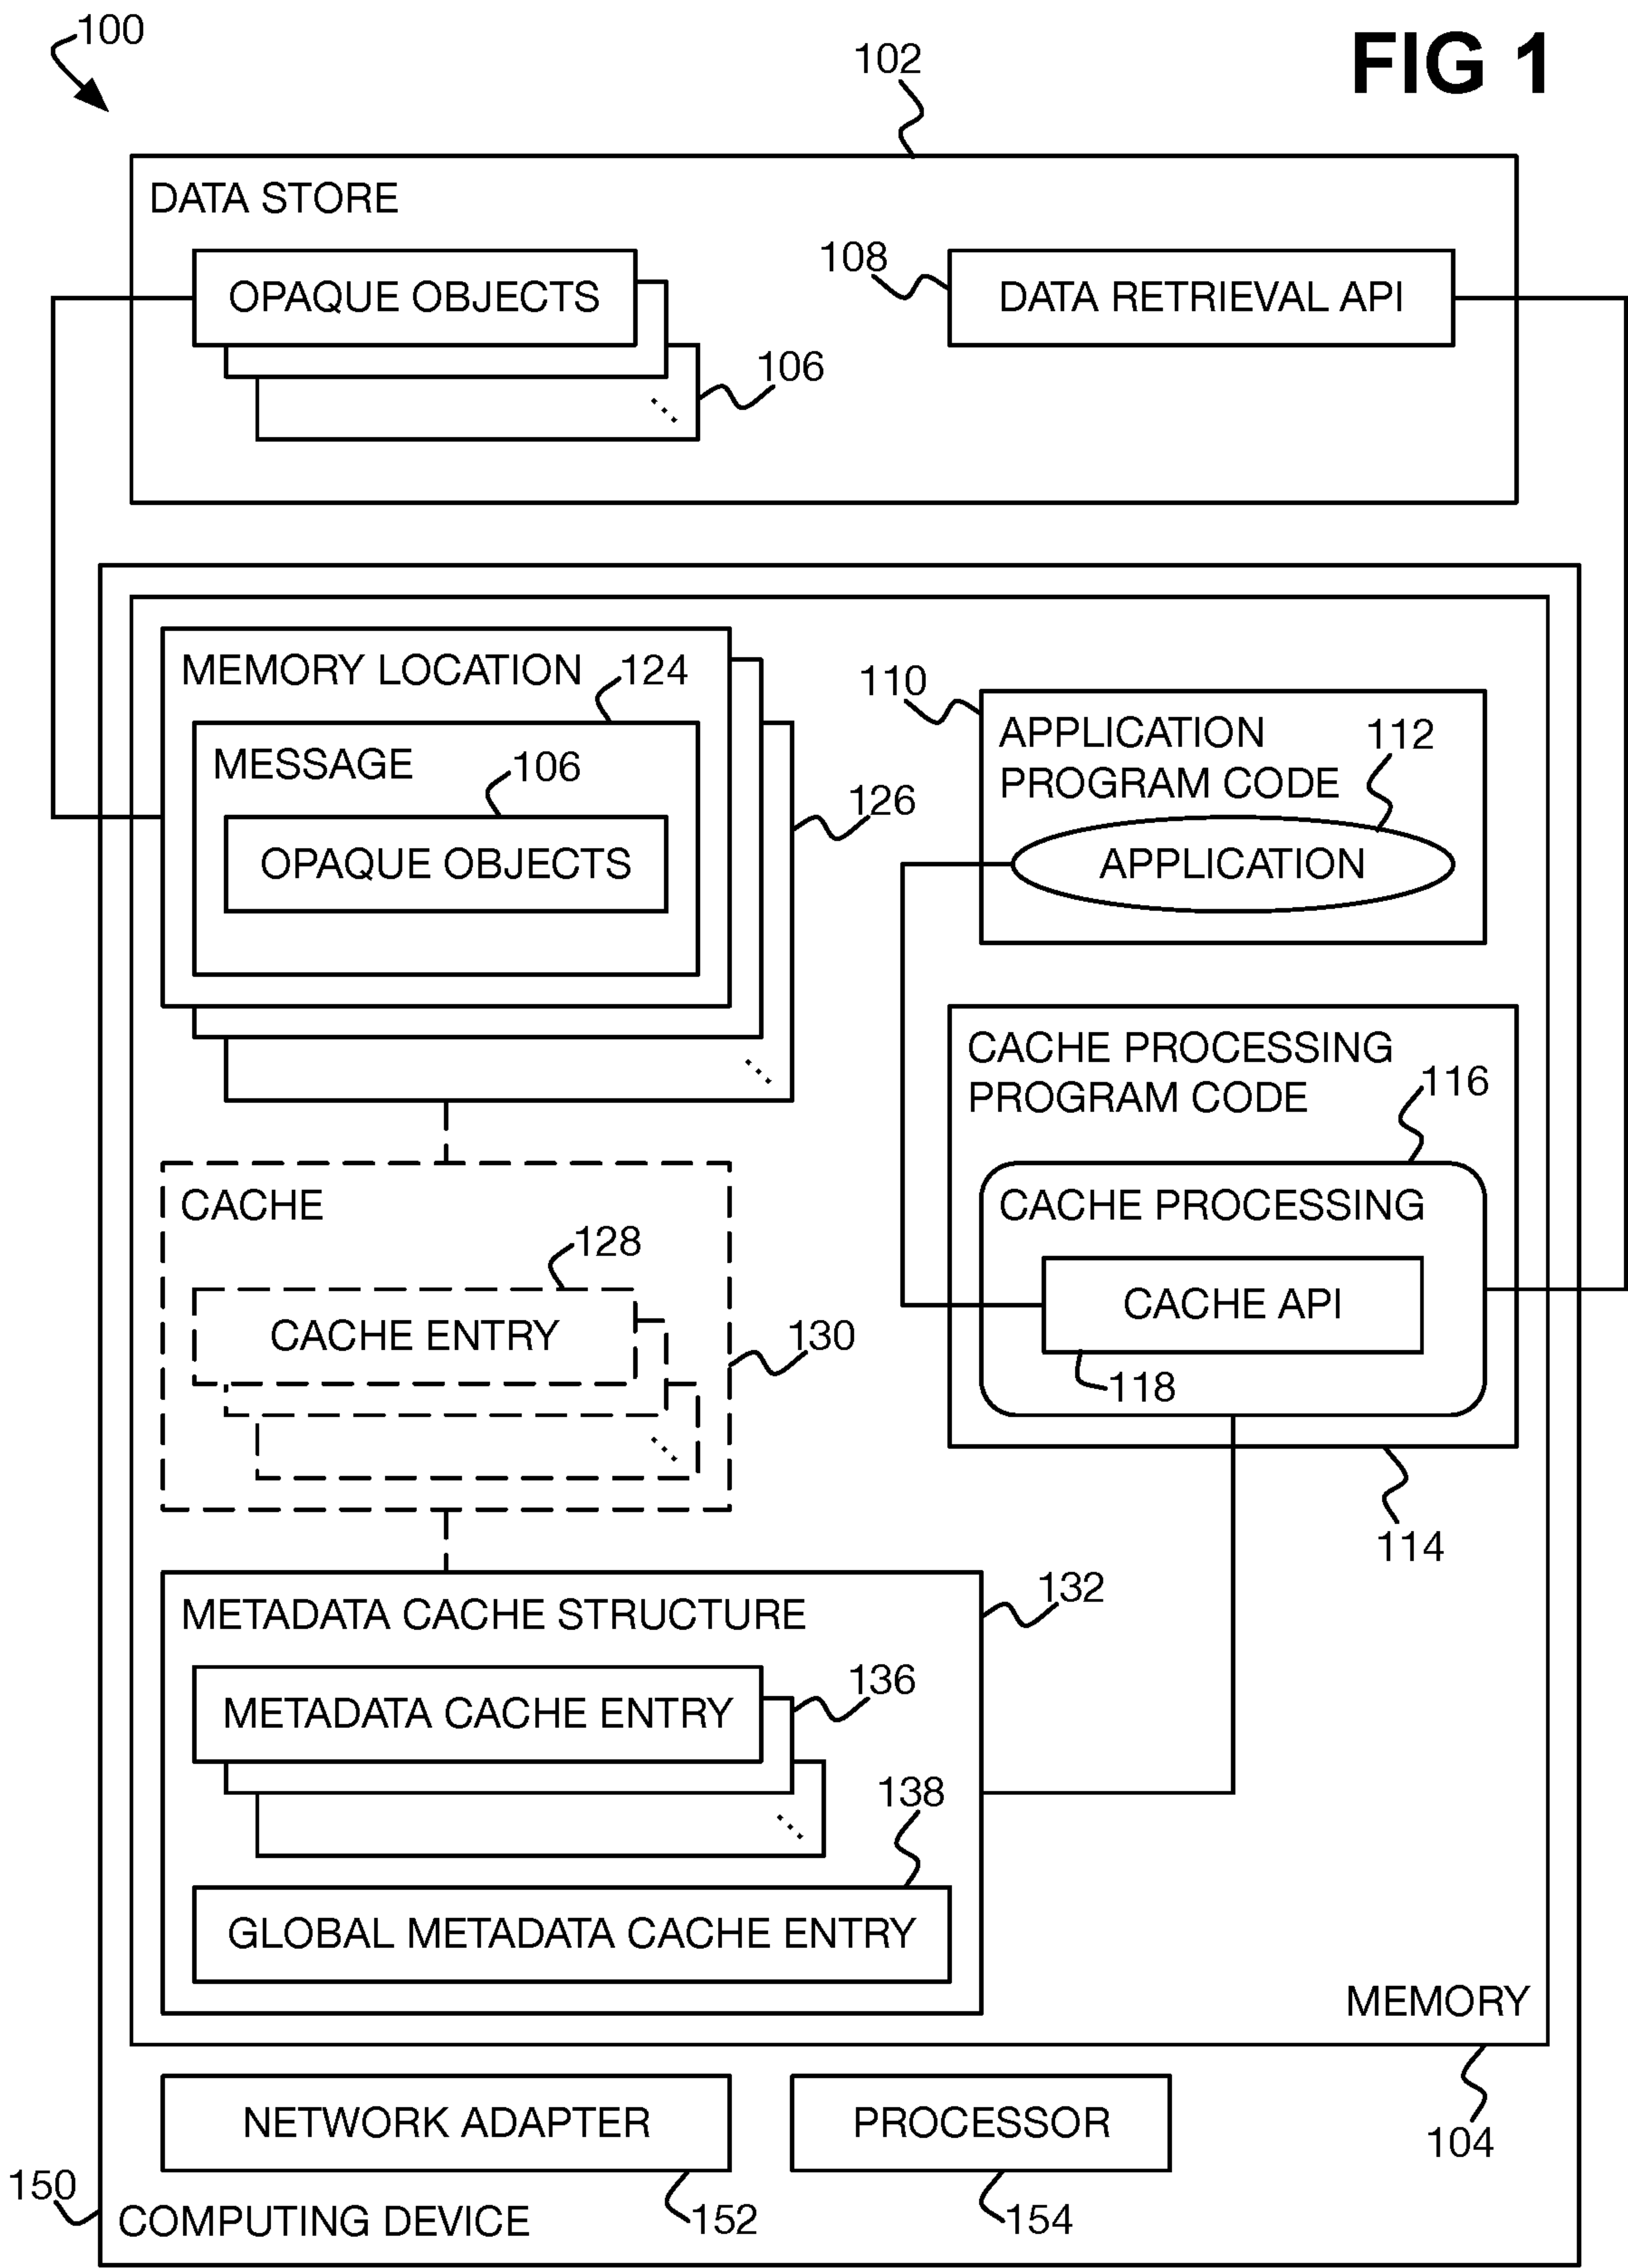 100
102
FIG 1
DATA STORE
108
OPAQUE OBJECTS
DATA RETRIEVAL API
106
MEMORY LOCATION
124
110
MESSAGE
106
APPLICATION
PROGRAM CODE
112
126
OPAQUE OBJECTS
APPLICATION
CACHE PROCESSING
PROGRAM CODE
116
CACHE
CACHE PROCESSING
128
CACHE ENTRY
130
CACHE API
118
114
132
METADATA CACHE STRUCTURE
136
METADATA CACHE ENTRY
138
GLOBAL METADATA CACHE ENTRY
MEMORY
NETWORK ADAPTER
PROCESSOR
104
150
COMPUTING DEVICE
152
154